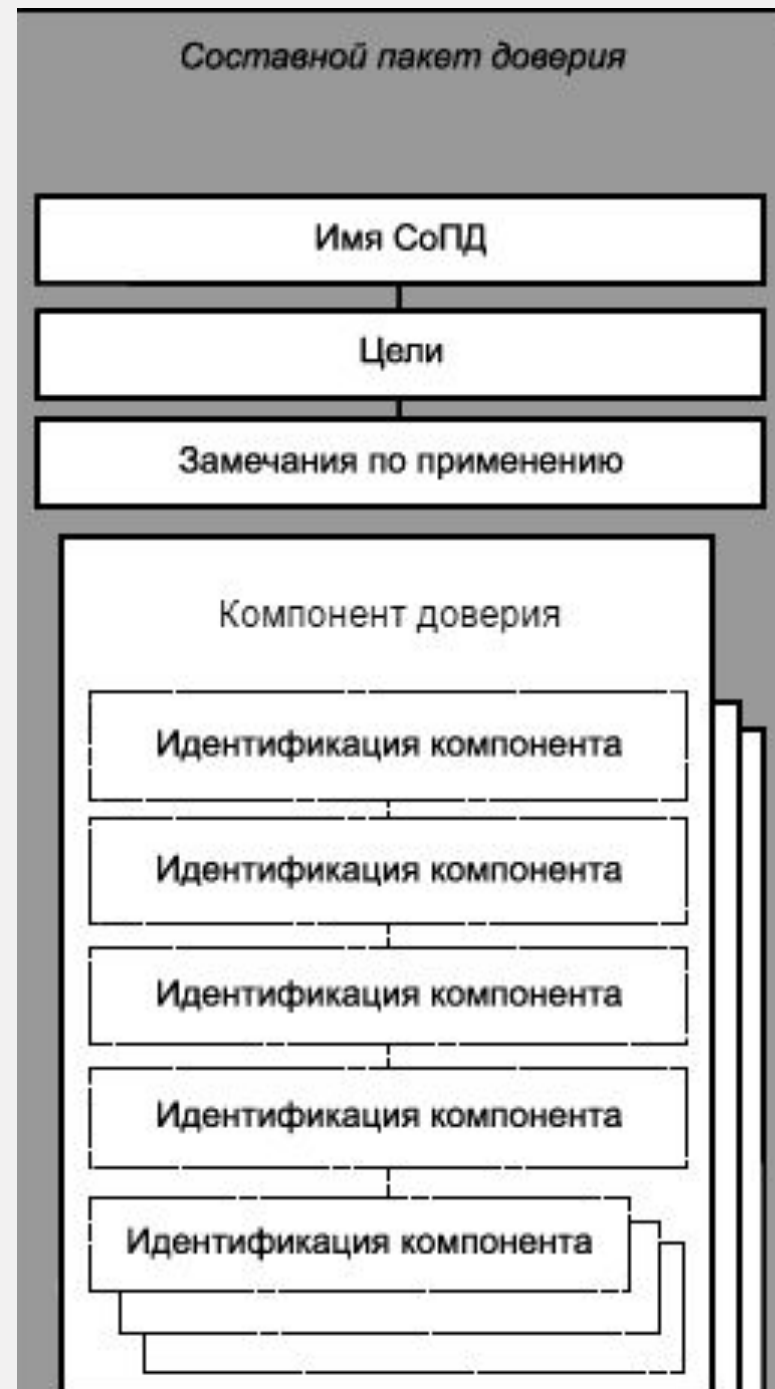 Составной пакет доверия
Имя СоПД
Цели
Замечания по применению
Компонент доверия
Идентификация компонента
Идентификация компонента
Идентификация компонента
Идентификация компонента
Идентификация компонента